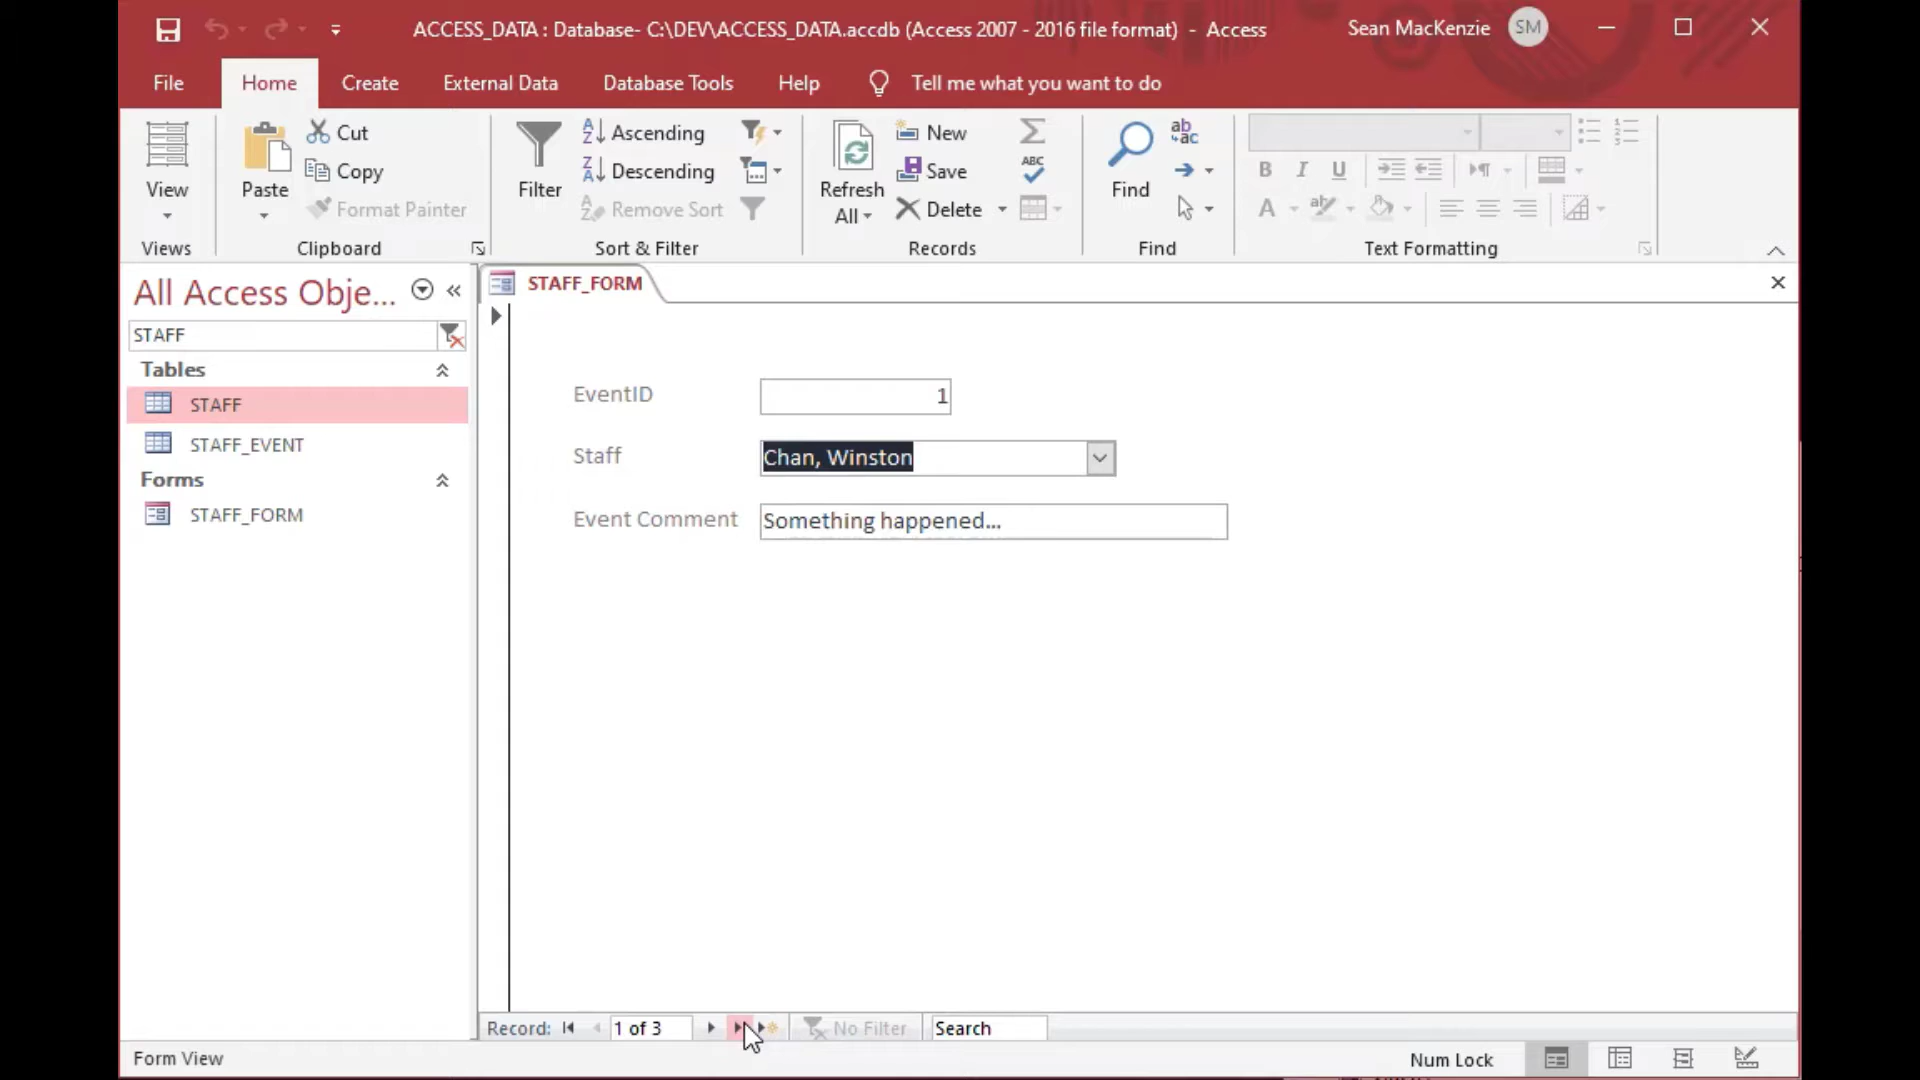 ACCESS_DATA : Database- C:\DEV\ACCESS_DATA.accdb (Access 2007 - 2016 file format) - Access
Sean MacKenzie SM
File Home Create External Data Database Tools Help Tell me what you want to do
View
Views
Paste
Cut
Copy
Format Painter
Clipboard
Filter
Ascending
Descending
Remove Sort
Sort & Filter
Refresh
All
New
Save
Delete
Records
Find
Find
Text Formatting
All Access Obje...
STAFF
Tables
STAFF
STAFF_EVENT
Forms
STAFF_FORM
STAFF_FORM
EventID 1
Staff Chan, Winston
Event Comment Something happened...
Record: 1 of 3 No Filter Search
Form View Num Lock